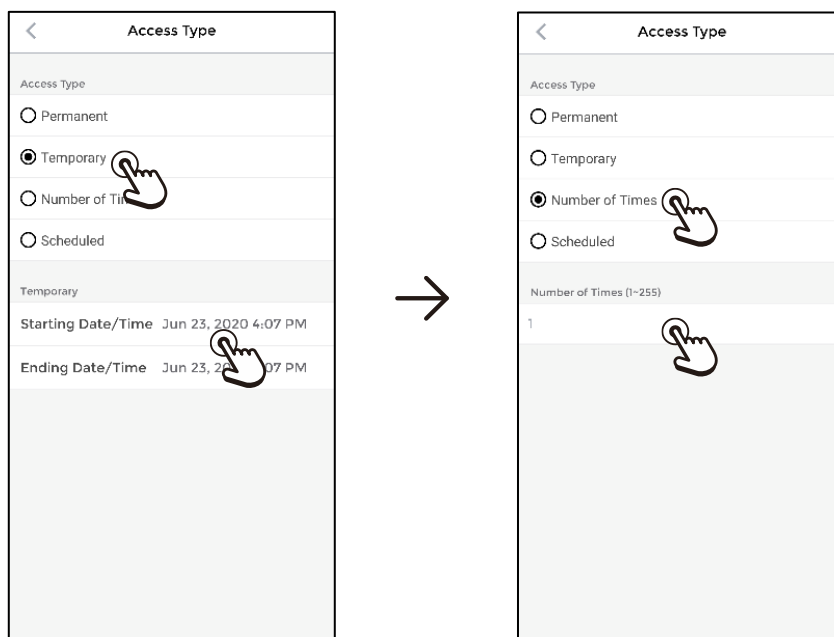 Access Type
Access Type
Permanent
Temporary
Number of
Scheduled
Temporary
Starting Date/Time Jun 23, 2020 4:07 PM
Ending Date/Time Jun 23, PM
Access Type
Access Type
Permanent
Temporary
Number of Times
Scheduled
Number of Times (1~255)
1